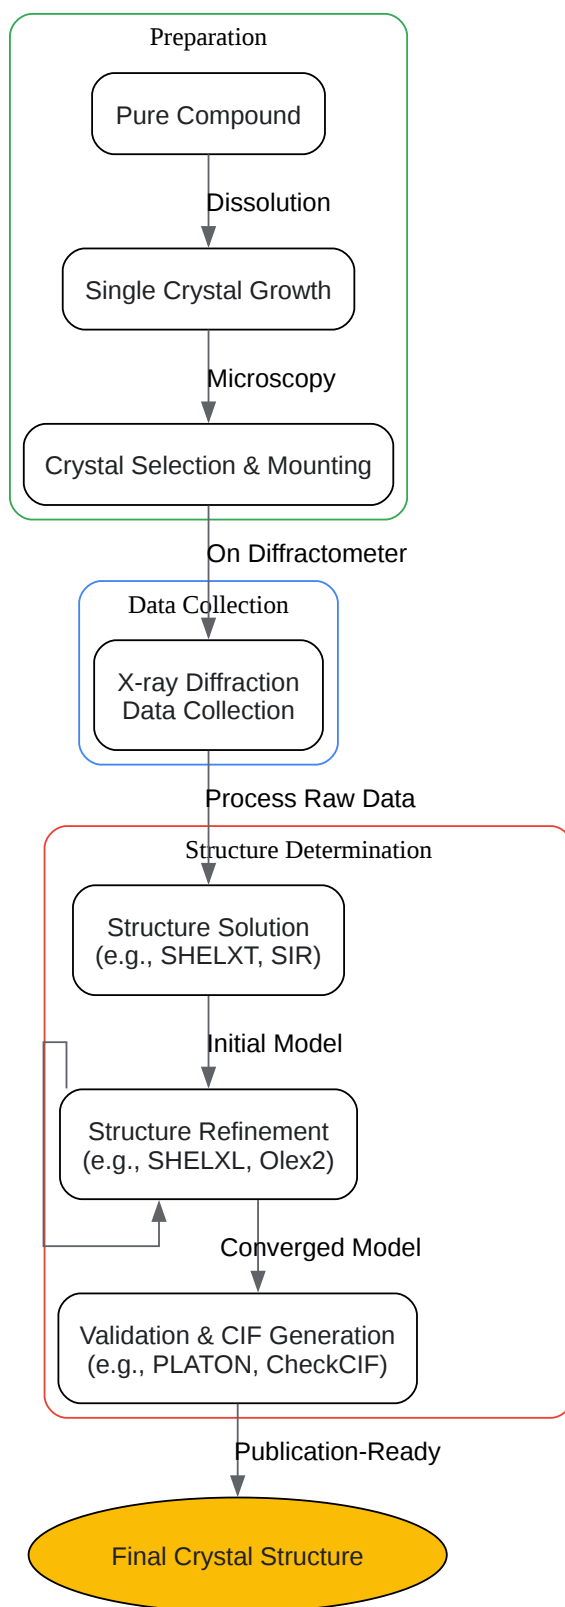 Preparation
Pure Compound
Dissolution
Single Crystal Growth
Microscopy
Crystal Selection & Mounting
On Diffractometer
Data Collection
X-ray Diffraction
Data Collection
Process Raw Data
Structure Determination
Structure Solution
(e.g., SHELXT, SIR)
Initial Model
Structure Refinement
(e.g., SHELXL, Olex2)
Converged Model
Validation & CIF Generation
(e.g., PLATON, CheckCIF)
Publication-Ready
Final Crystal Structure